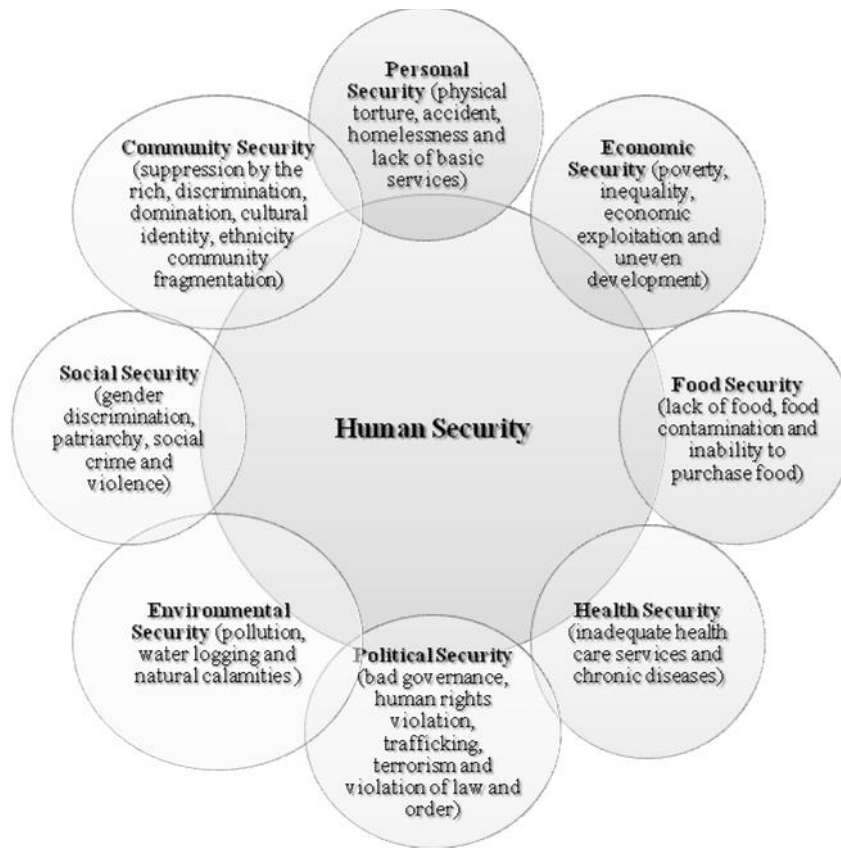 Personal
Security (physical
torture, accident,
homelessness and
lack of basic
services)
Economic
Security (poverty,
inequality,
economic
exploitation and
uneven
development)
Food Security
(lack of food, food
contamination and
inability to
purchase food)
Health Security
(inadequate health
care services and
chronic diseases)
Political Security
(bad governance,
human rights
violation,
trafficking,
terrorism and
violation of law and
order)
Environmental
Security (pollution,
water logging and
natural calamities)
Social Security
(gender
discrimination,
patriarchy, social
crime and
violence)
Community Security
(suppression by the
rich, discrimination,
domination, cultural
identity, ethnicity
community
fragmentation)
Human Security